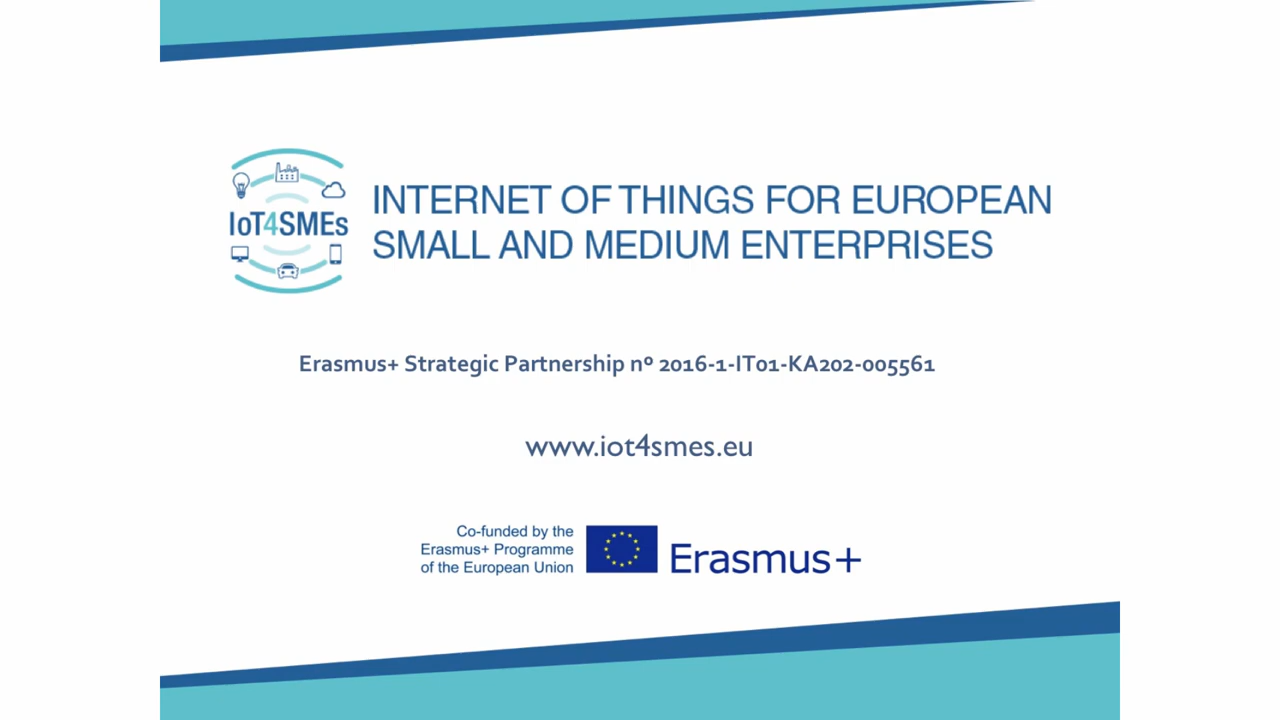 IoT4SMEs
INTERNET OF THINGS FOR EUROPEAN
SMALL AND MEDIUM ENTERPRISES
Erasmus+ Strategic Partnership nº 2016-1-IT01-KA202-005561
www.iot4smes.eu
Co-funded by the
Erasmus+ Programme
of the European Union
Erasmus+